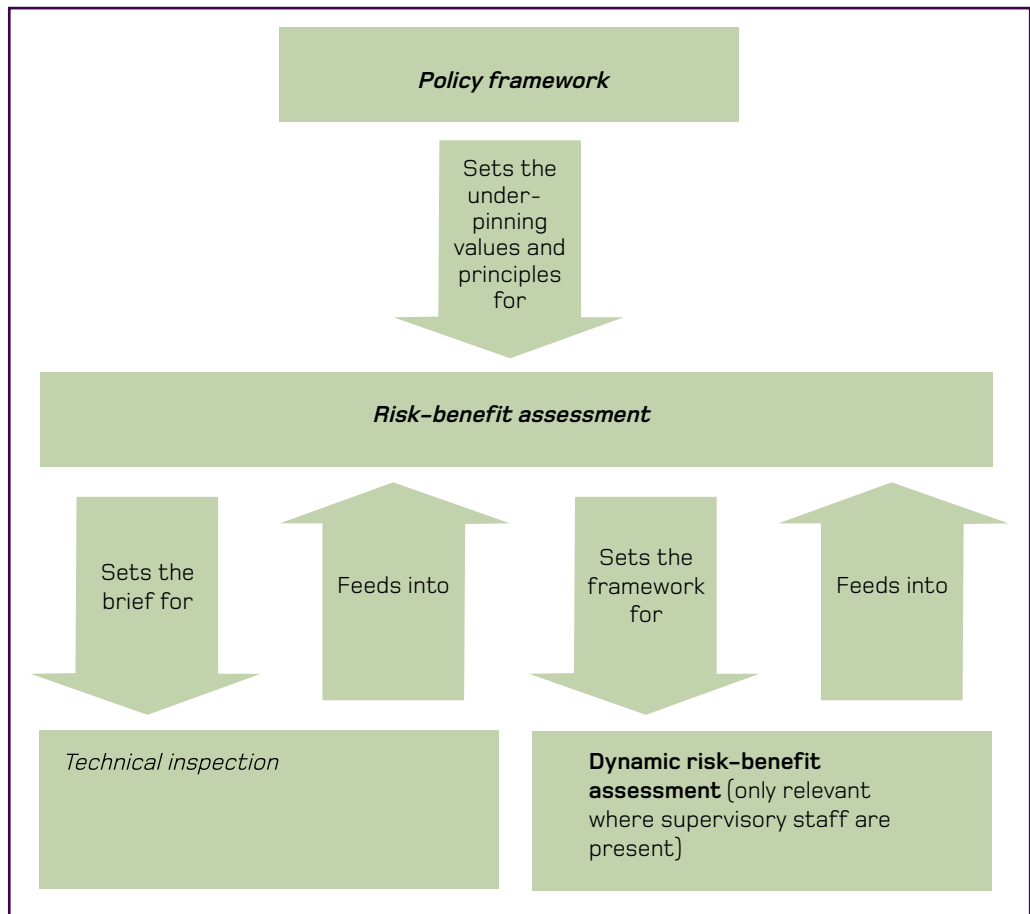 Policy framework
Sets the
under-
pinning
values and
principles
for
Risk–benefit assessment
Sets the
brief for
Feeds into
Sets the
framework
for
Feeds into
Technical inspection
Dynamic risk–benefit
assessment (only relevant
where supervisory staff are
present)